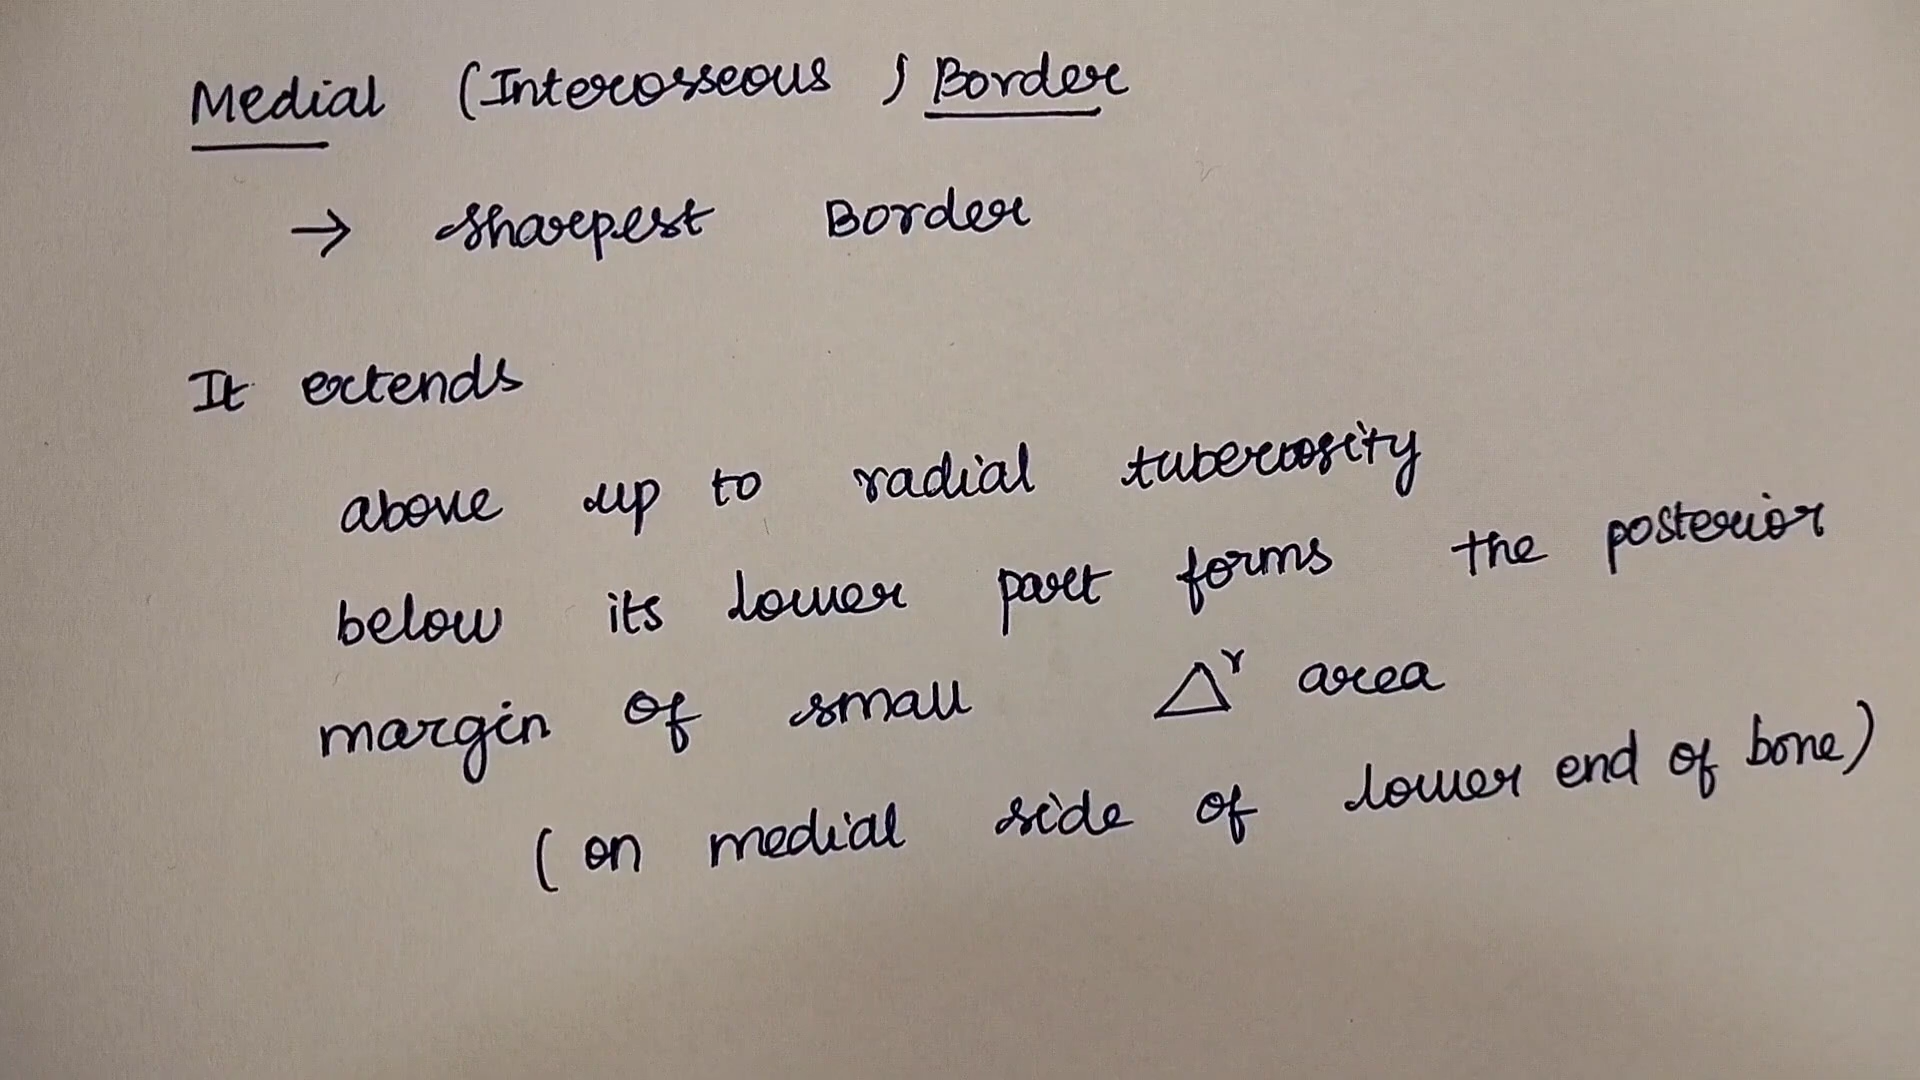 Medial (Interosseous) Border
→ sharpest Border
It extends
above up to radial tuberosity
below its lower part forms the posterior
margin of small Δʳ area
(on medial side of lower end of bone)